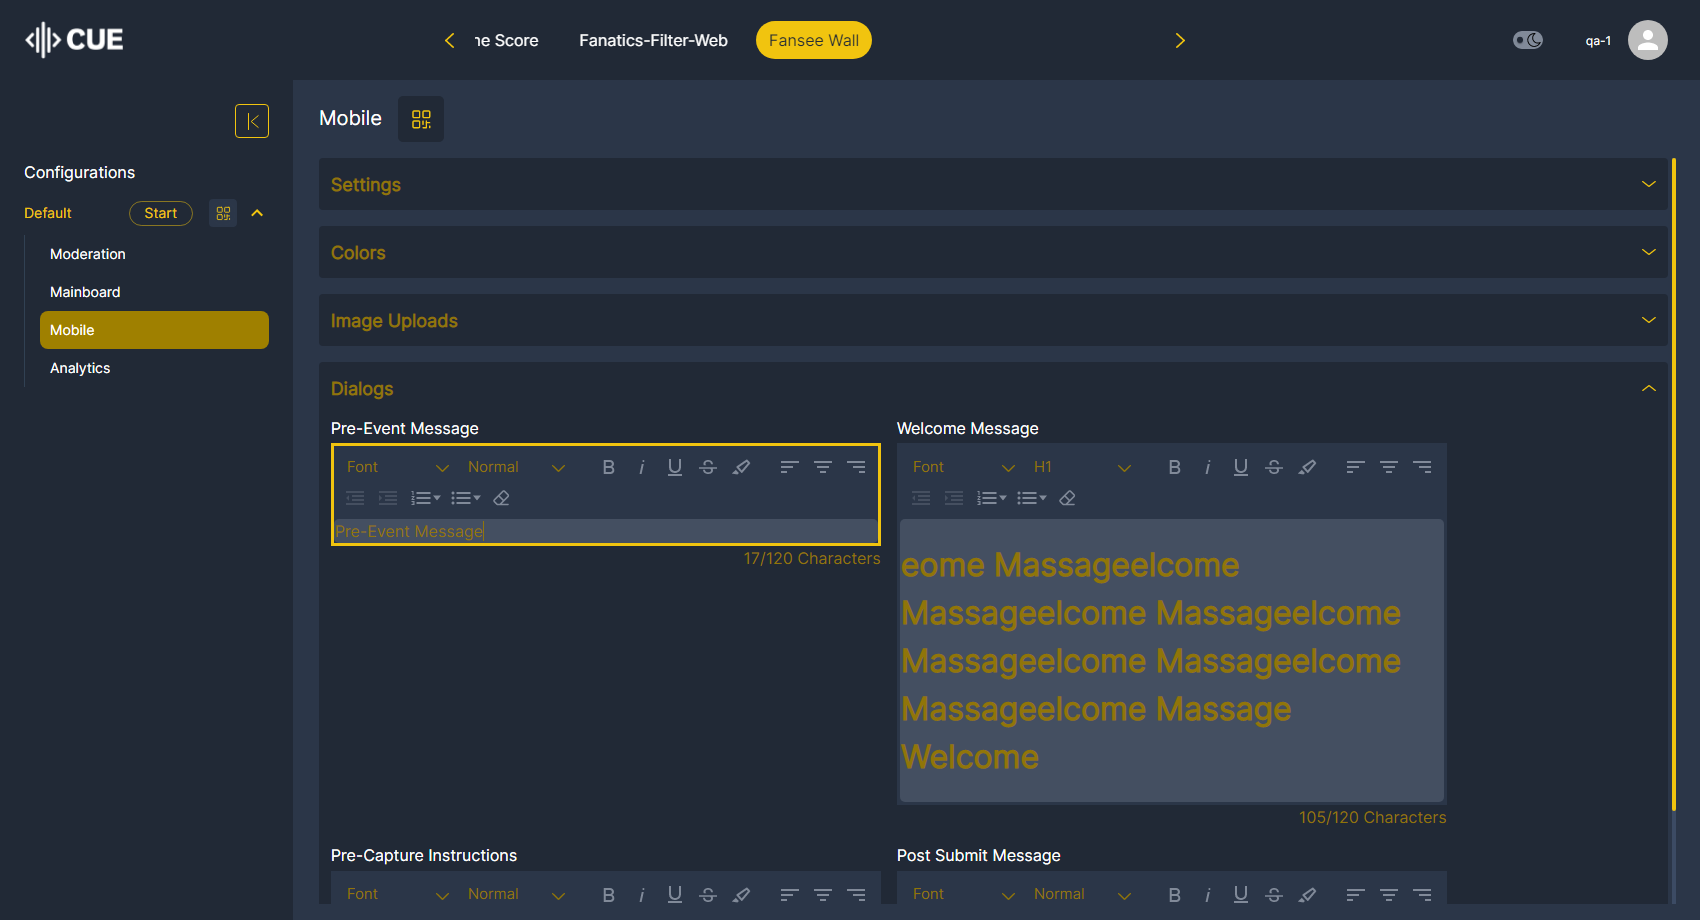 CUE
ne Score
Fanatics-Filter-Web
Fansee Wall
qa-1
Configurations
Default
Start
Moderation
Mainboard
Mobile
Analytics
Mobile
Settings
Colors
Image Uploads
Dialogs
Pre-Event Message
Font Normal
Pre-Event Message
17/120 Characters
Welcome Message
Font H1
eome Massageelcome
Massageelcome Massageelcome
Massageelcome Massageelcome
Massageelcome Massage
Welcome
105/120 Characters
Pre-Capture Instructions
Font Normal
Post Submit Message
Font Normal